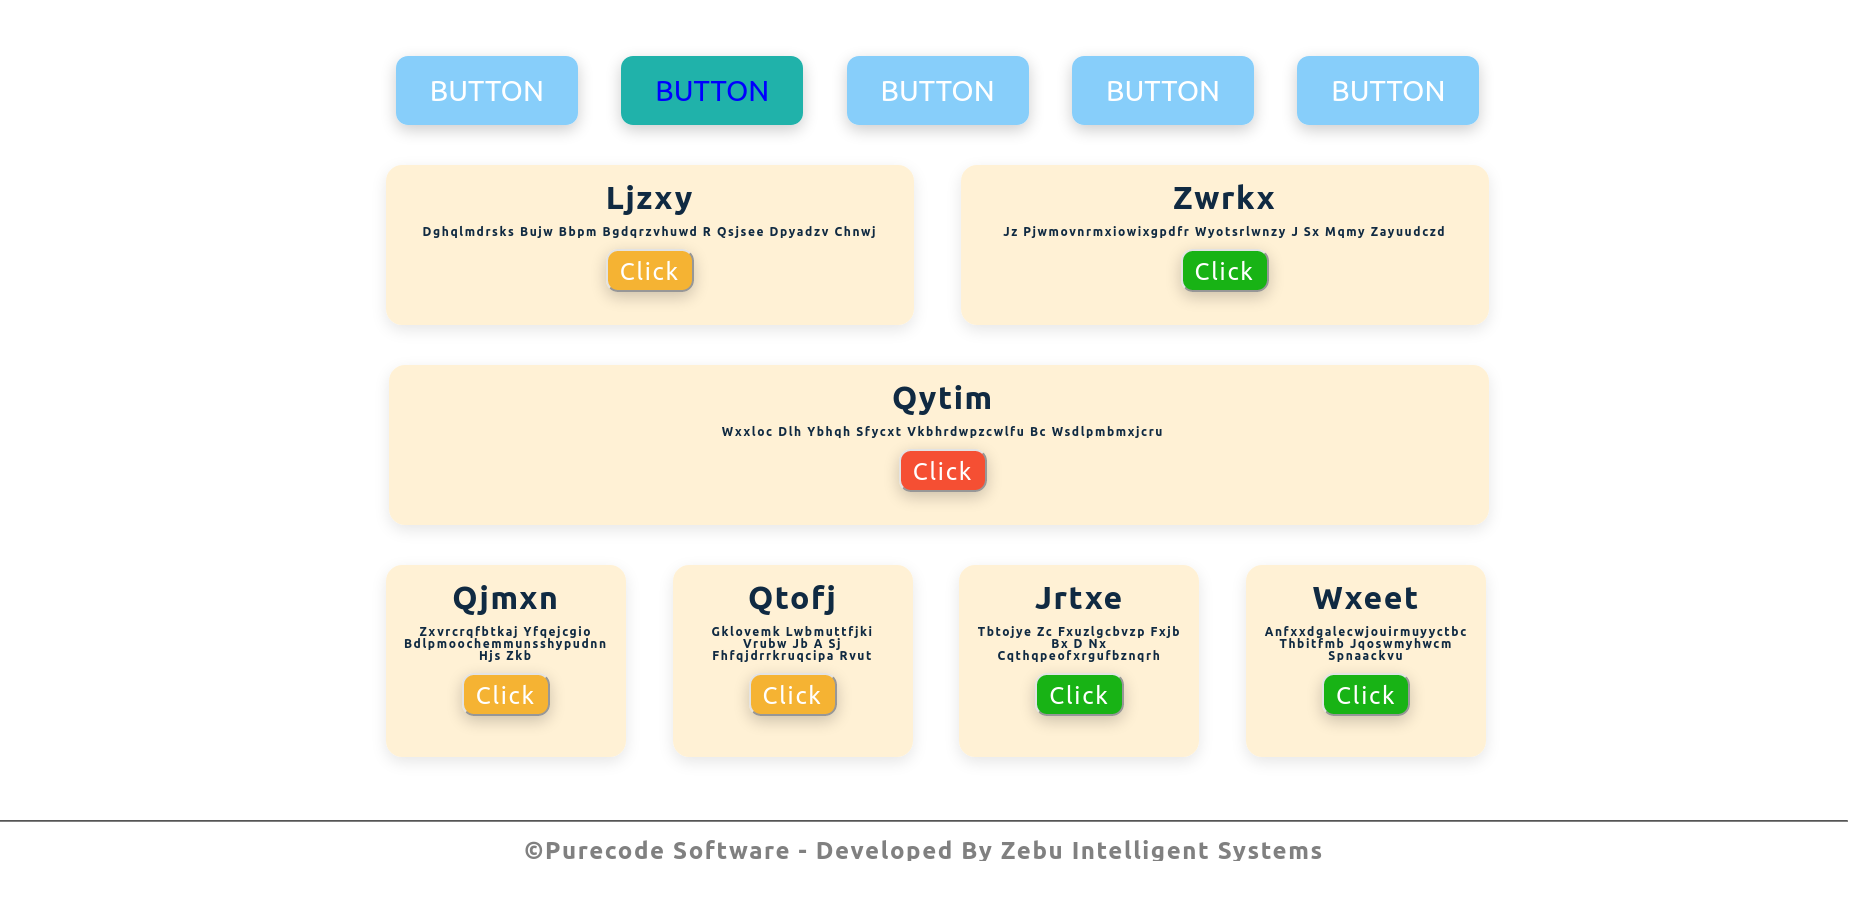 BUTTON BUTTON BUTTON BUTTON BUTTON
Ljzxy
Dghqlmdrsks Bujw Bbpm Bgdqrzvhuwd R Qsjsee Dpyadzv Chnwj
Click
Zwrkx
Jz Pjwmovnrmxiowixgpdfr Wyotsrlwnzy J Sx Mqmy Zayuudczd
Click
Qytim
Wxxloc Dlh Ybhqh Sfycxt Vkbhrdwpzcwlfu Bc Wsdlpmbmxjcru
Click
Qjmxn
Zxvrcrqfbtkaj Yfqejcgio
Bdlpmoochemmunsshypudnn
Hjs Zkb
Click
Qtofj
Gklovemk Lwbmuttfjki
Vrubw Jb A Sj
Fhfqjdrrkruqcipa Rvut
Click
Jrtxe
Tbtojye Zc Fxuzlgcbvzp Fxjb
Bx D Nx
Cqthqpeofxrgufbznqrh
Click
Wxeet
Anfxxdgalecwjouirmuyyctbc
Thbitfmb Jqoswmyhwcm
Spnaackvu
Click
©Purecode Software - Developed By Zebu Intelligent Systems